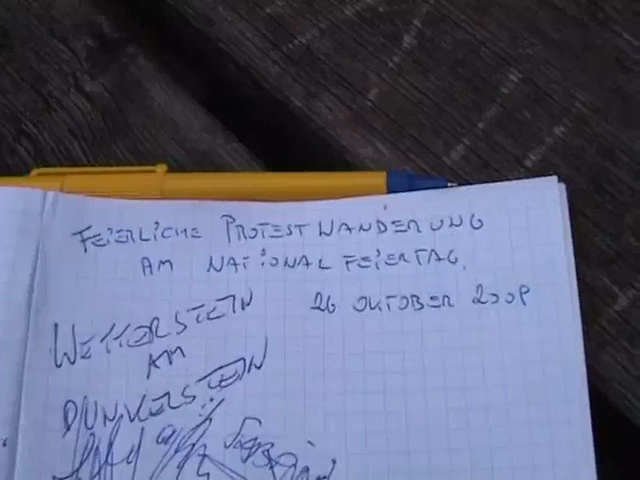 FEIERLICHE PROTESTWANDERUNG
AM NATIONALFEIERTAG,
26 OKTOBER 2009
WETTERSTEIN
AM
DUNKELSTEIN